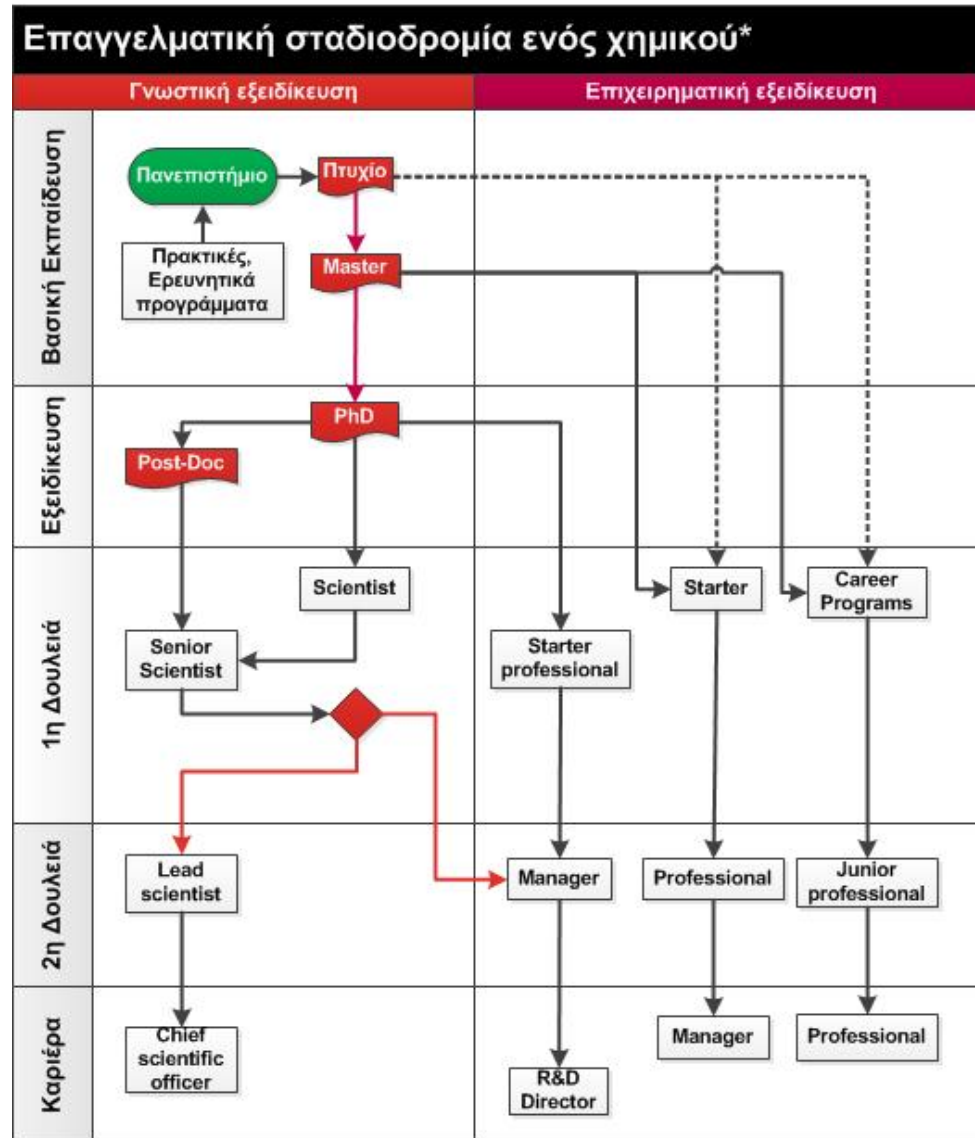 Επαγγελματική σταδιοδρομία ενός χημικού*
Γνωστική εξειδίκευση
Επιχειρηματική εξειδίκευση
Βασική Εκπαίδευση
Πανεπιστήμιο
Πτυχίο
Πρακτικές,
Ερευνητικά
προγράμματα
Master
Εξειδίκευση
PhD
Post-Doc
1η Δουλειά
Scientist
Starter
Career
Programs
Senior
Scientist
Starter
professional
2η Δουλειά
Lead
scientist
Manager
Professional
Junior
professional
Καριέρα
Chief
scientific
officer
R&D
Director
Manager
Professional